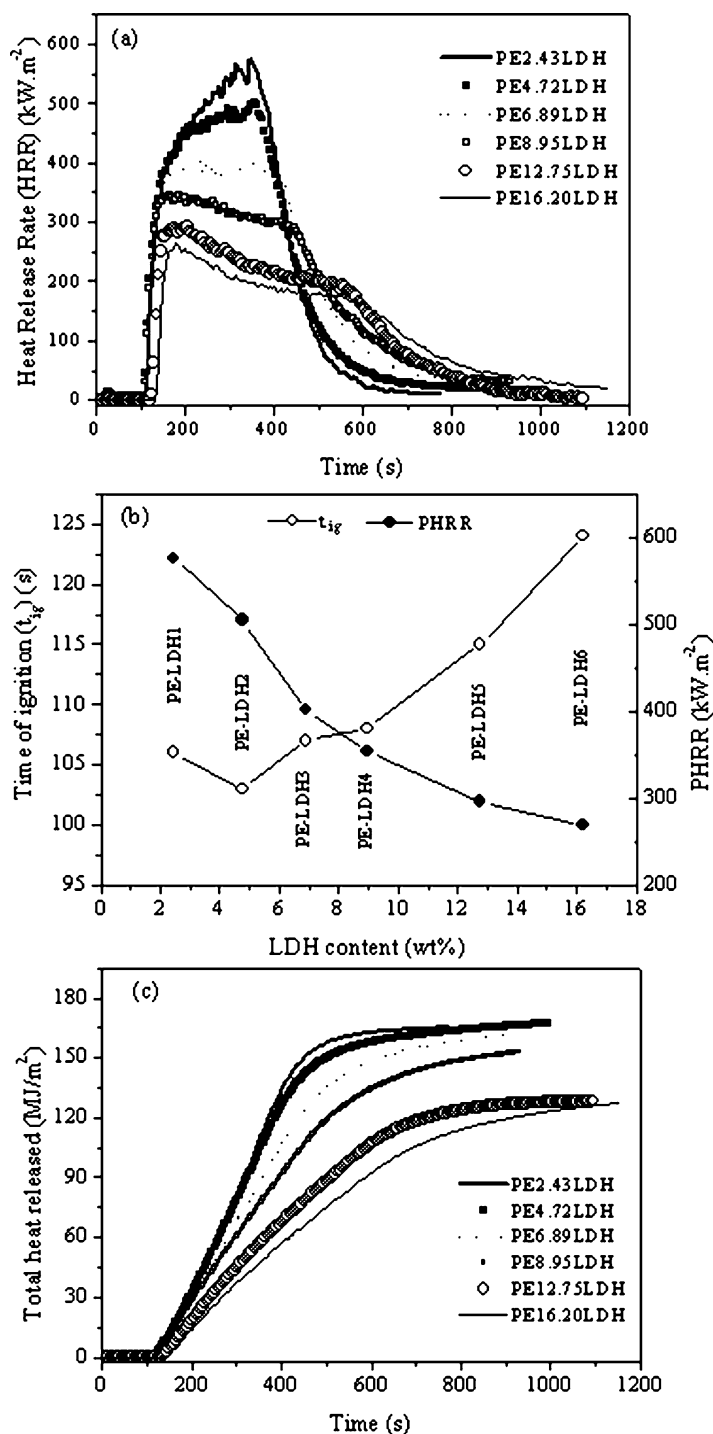 (a)
Heat Release Rate (HRR) (kW.m-2)
600
500
400
300
200
100
0
PE2.43LDH
PE4.72LDH
PE6.89LDH
PE8.95LDH
PE12.75LDH
PE16.20LDH
0 200 400 600 800 1000 1200
Time (s)
(b)
tig PHRR
Time of ignition (tig) (s)
125
120
115
110
105
100
95
PE-LDH1
PE-LDH2
PE-LDH3
PE-LDH4
PE-LDH5
PE-LDH6
600
500
400
300
200
PHRR (kW.m-2)
0 2 4 6 8 10 12 14 16 18
LDH content (wt%)
(c)
Total heat released (MJ/m2)
180
150
120
90
60
30
0
PE2.43LDH
PE4.72LDH
PE6.89LDH
PE8.95LDH
PE12.75LDH
PE16.20LDH
0 200 400 600 800 1000 1200
Time (s)